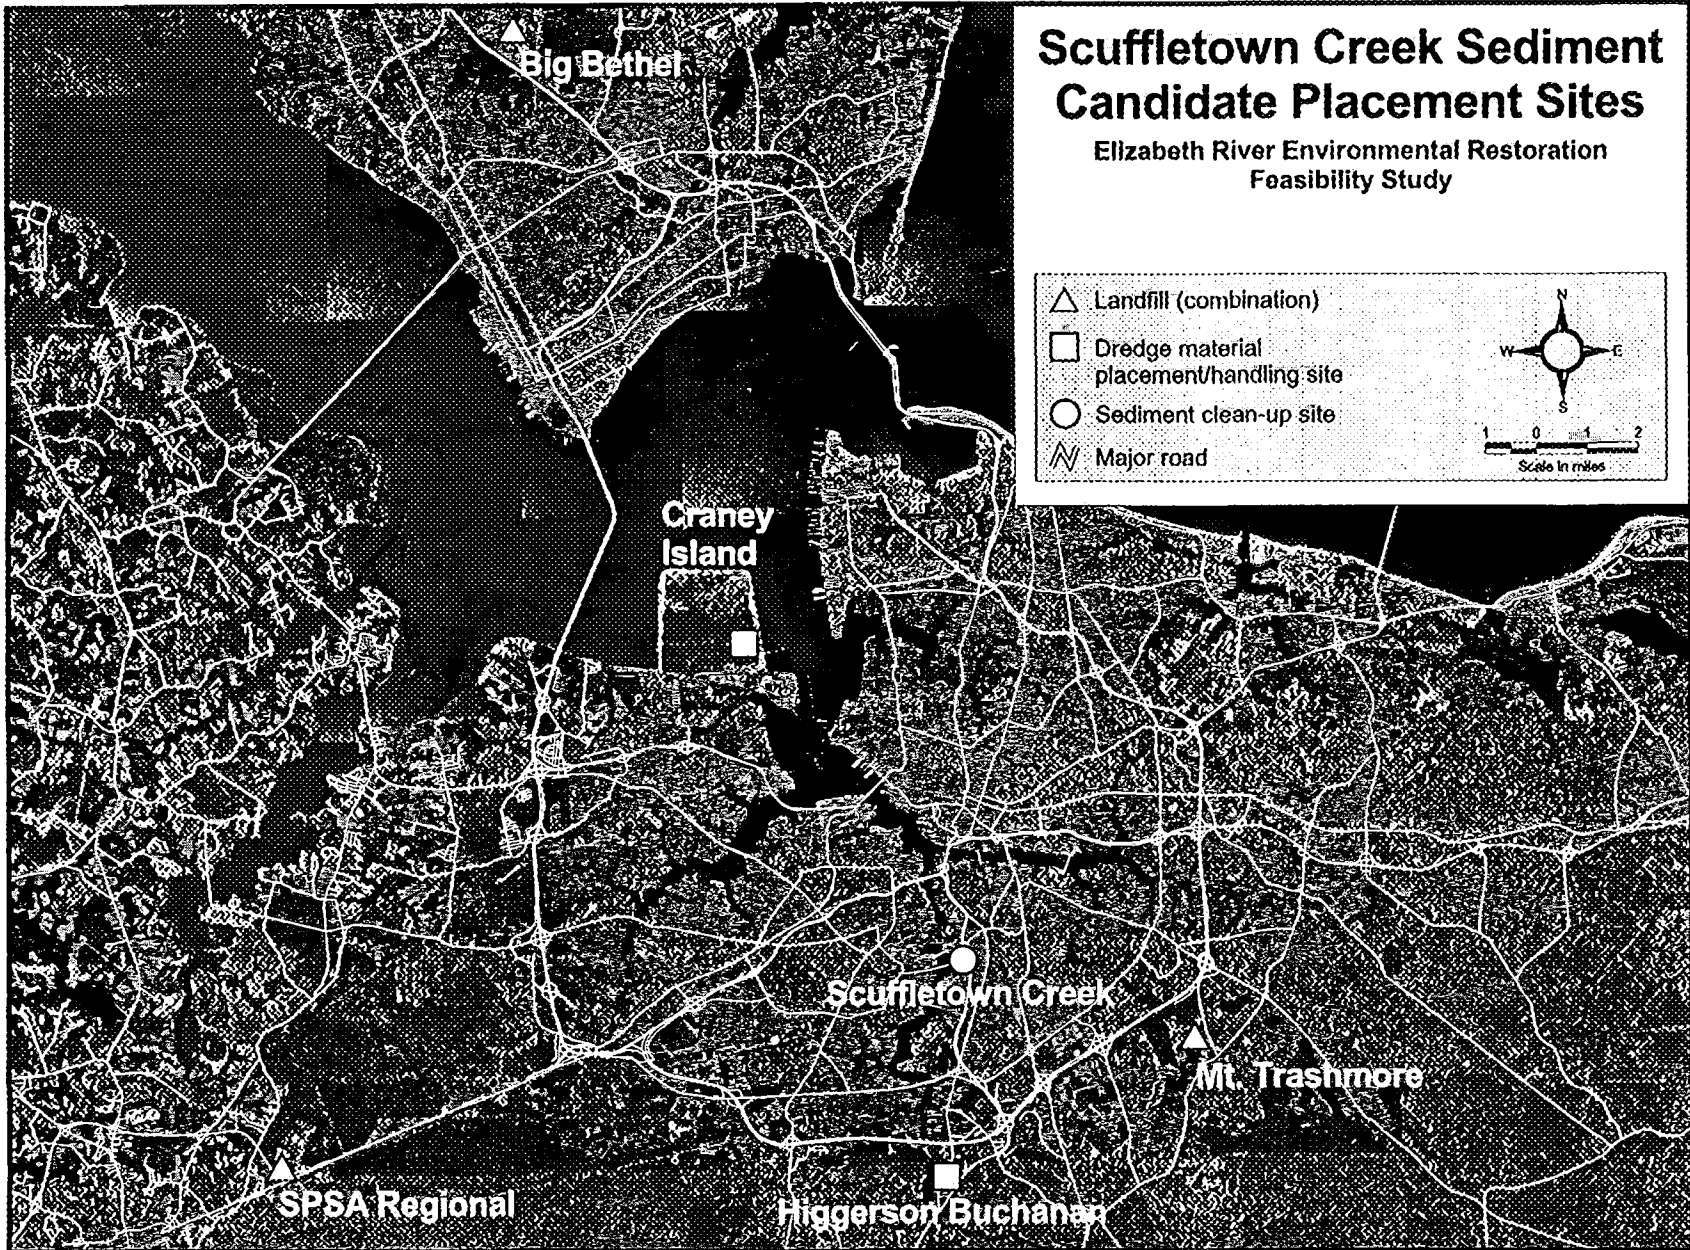 Scuffletown Creek Sediment
Candidate Placement Sites
Elizabeth River Environmental Restoration
Feasibility Study
Landfill (combination)
Dredge material
placement/handling site
Sediment clean-up site
Major road
N
W E
S
1 0 1 2
Scale in miles
Big Bethel
Craney
Island
Scuffletown Creek
Mt. Trashmore
SPSA Regional
Higgerson Buchanan